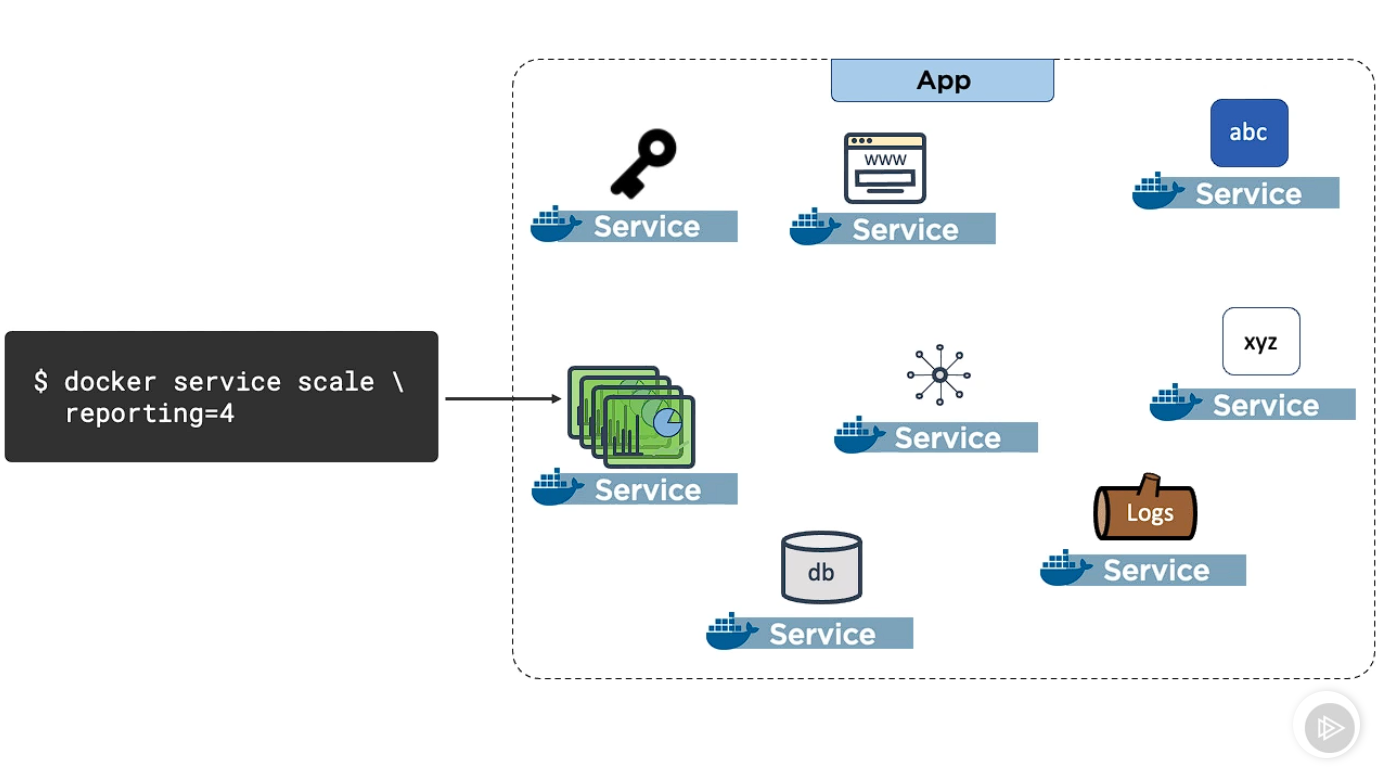 App
abc
Service
www
Service
Service
$ docker service scale \
reporting=4
xyz
Service
Service
Service
Logs
Service
db
Service